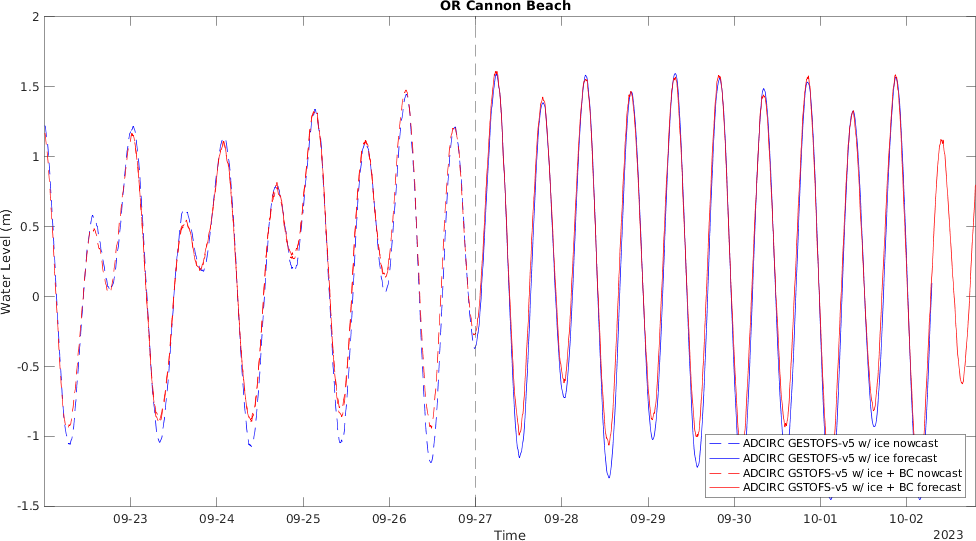 OR Cannon Beach
2
1.5
1
0.5
0
-0.5
-1
-1.5
Water Level (m)
09-23
09-24
09-25
09-26
09-27
09-28
09-29
09-30
10-01
10-02
Time
2023
ADCIRC GESTOFS-v5 w/ ice nowcast
ADCIRC GESTOFS-v5 w/ ice forecast
ADCIRC GSTOFS-v5 w/ ice + BC nowcast
ADCIRC GSTOFS-v5 w/ ice + BC forecast